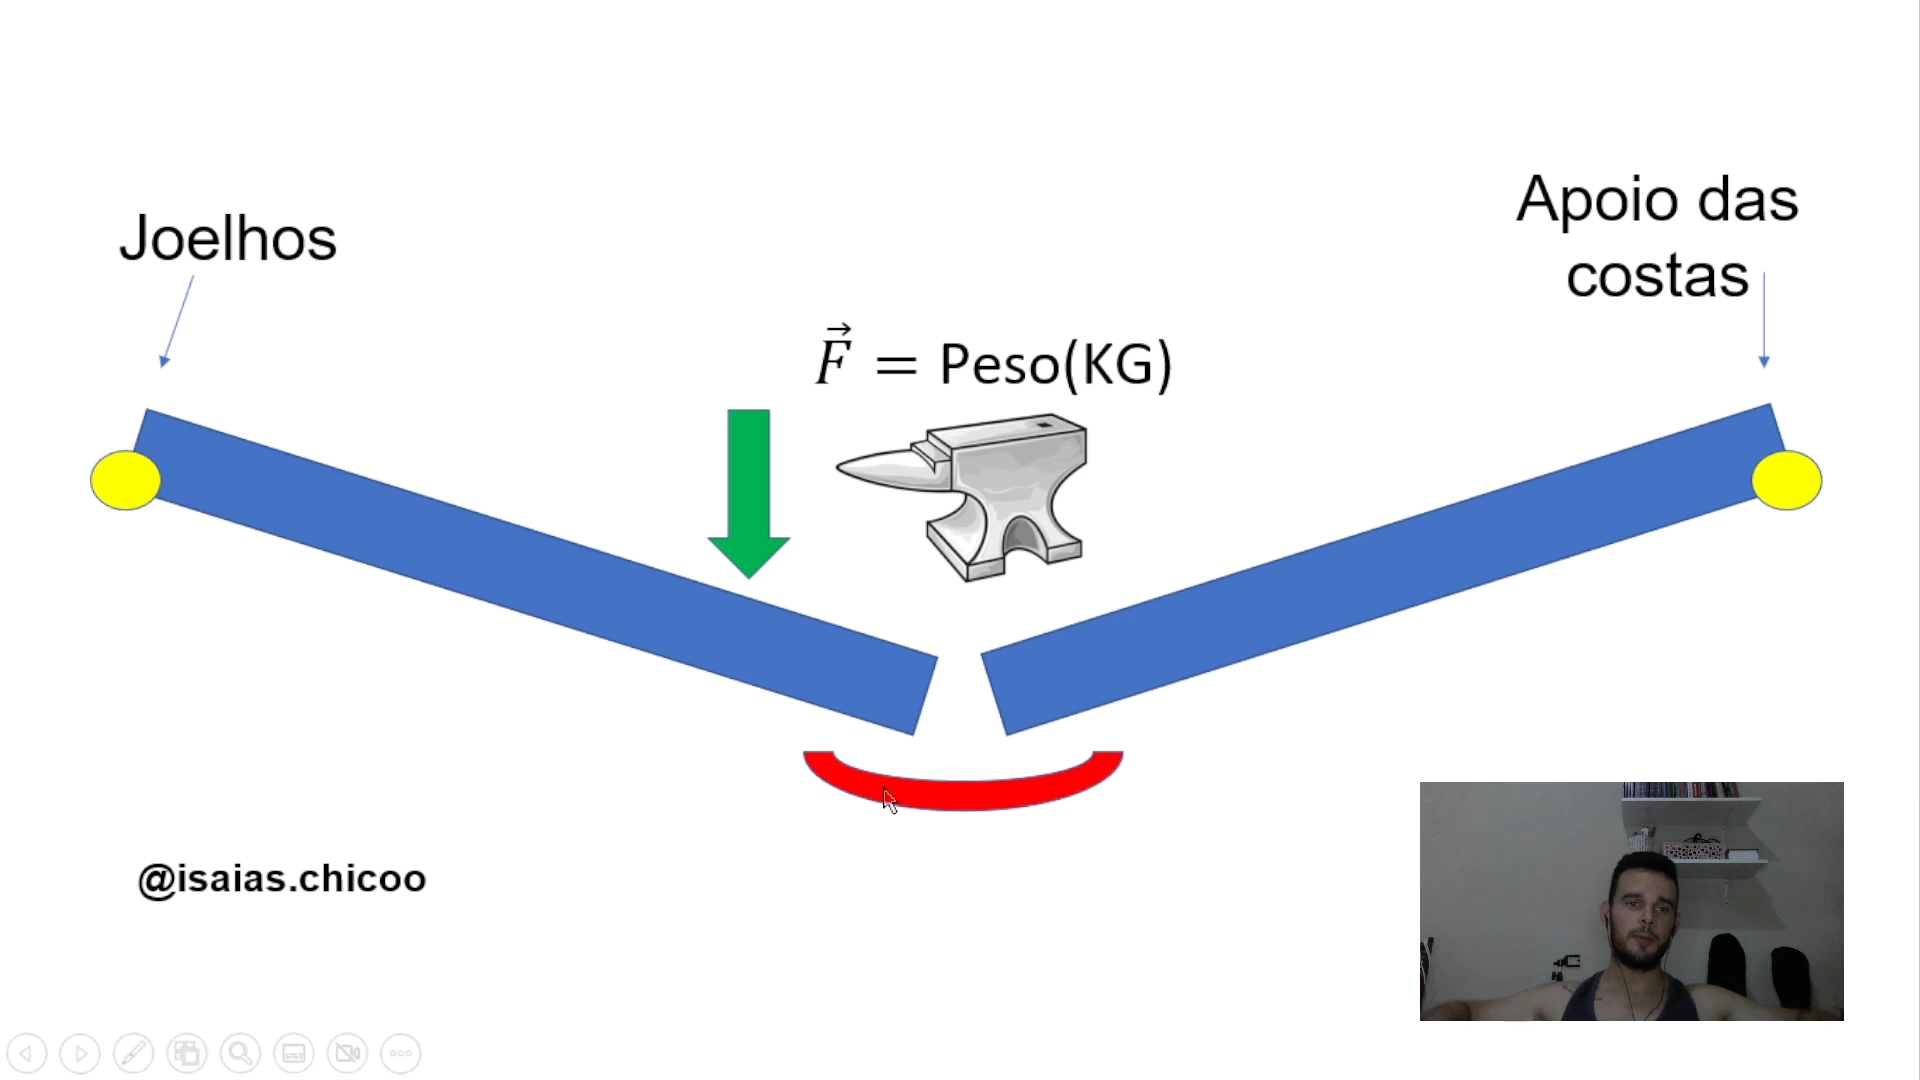 Joelhos
Apoio das
costas
F⃗ = Peso(KG)
@isaias.chicoo